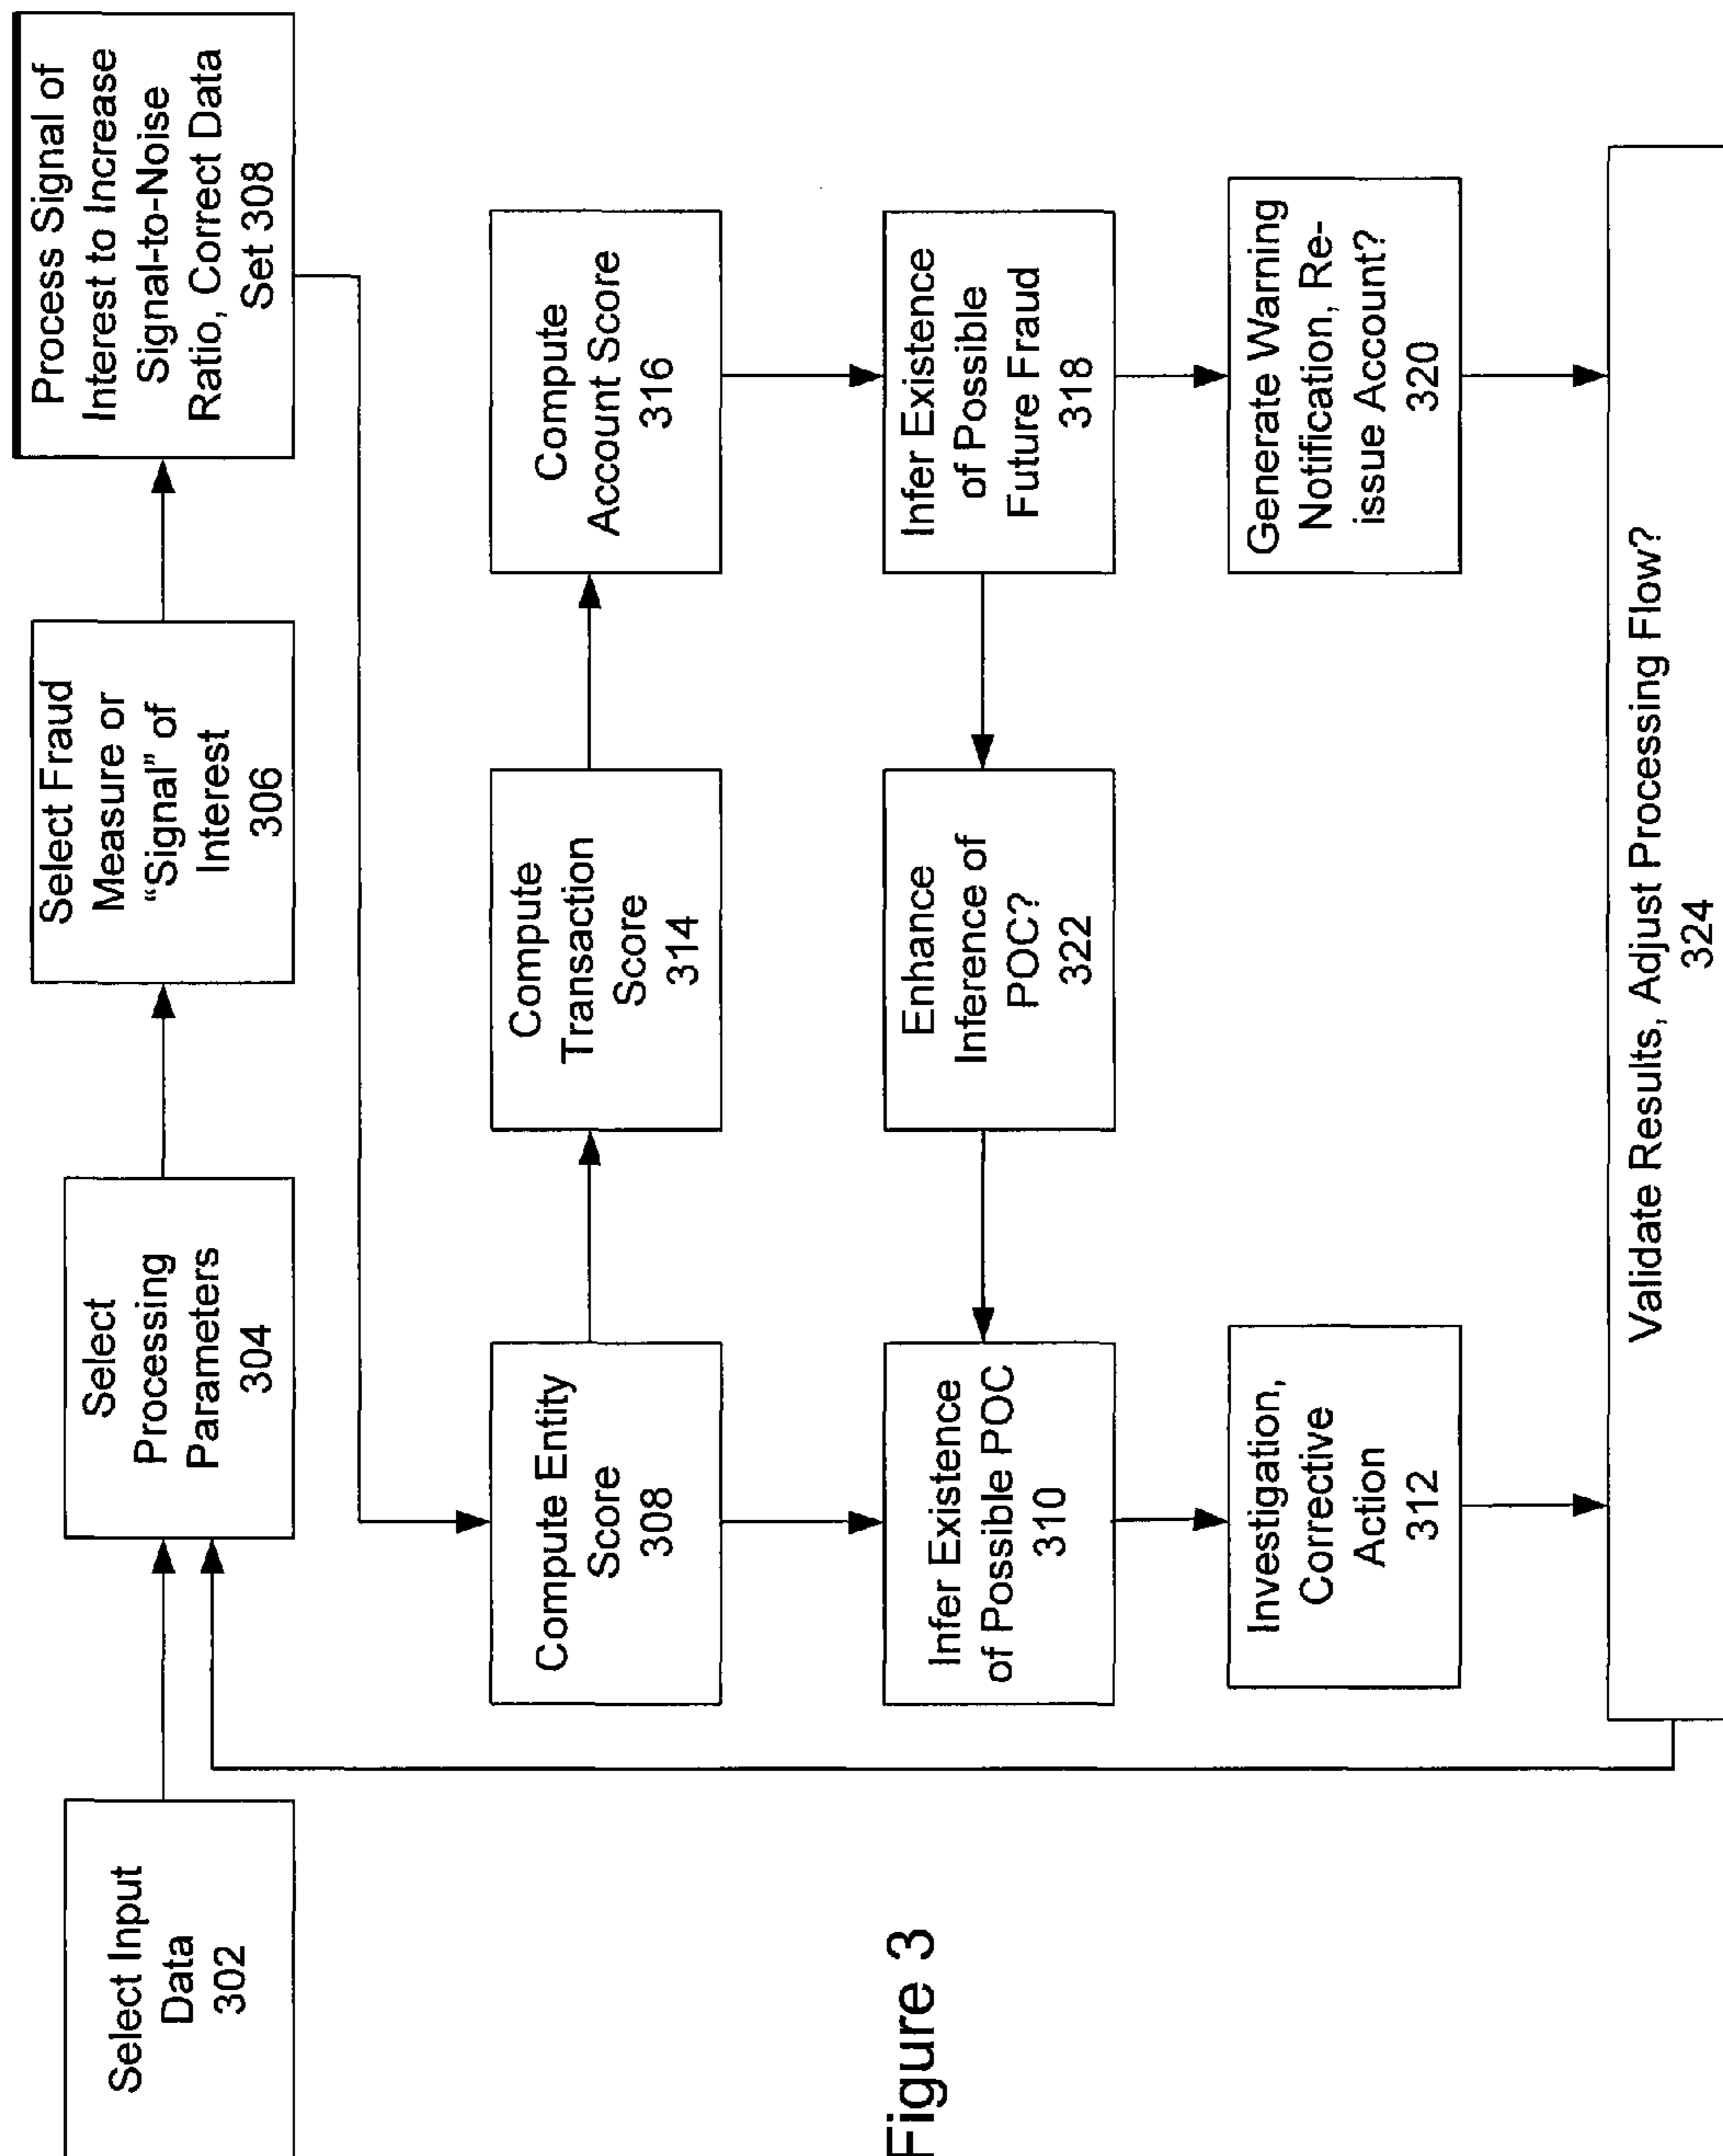 Select Input
Data
302
Select
Processing
Parameters
304
Select Fraud
Measure or
“Signal” of
Interest
306
Process Signal of
Interest to Increase
Signal-to-Noise
Ratio, Correct Data
Set 308
Compute Entity
Score
308
Compute
Transaction
Score
314
Compute
Account Score
316
Infer Existence
of Possible POC
310
Enhance
Inference of
POC?
322
Infer Existence
of Possible
Future Fraud
318
Investigation,
Corrective
Action
312
Generate Warning
Notification, Re-
issue Account?
320
Validate Results, Adjust Processing Flow?
324
Figure 3